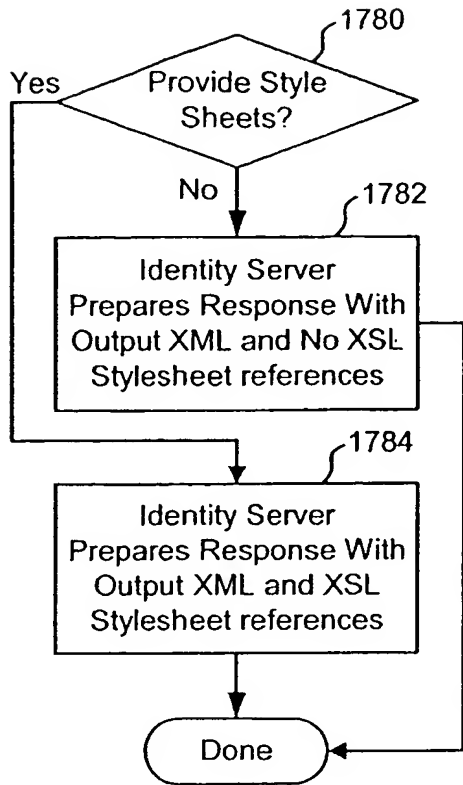 1780
Yes
Provide Style
Sheets?
No
1782
Identity Server
Prepares Response With
Output XML and No XSL
Stylesheet references
1784
Identity Server
Prepares Response With
Output XML and XSL
Stylesheet references
Done